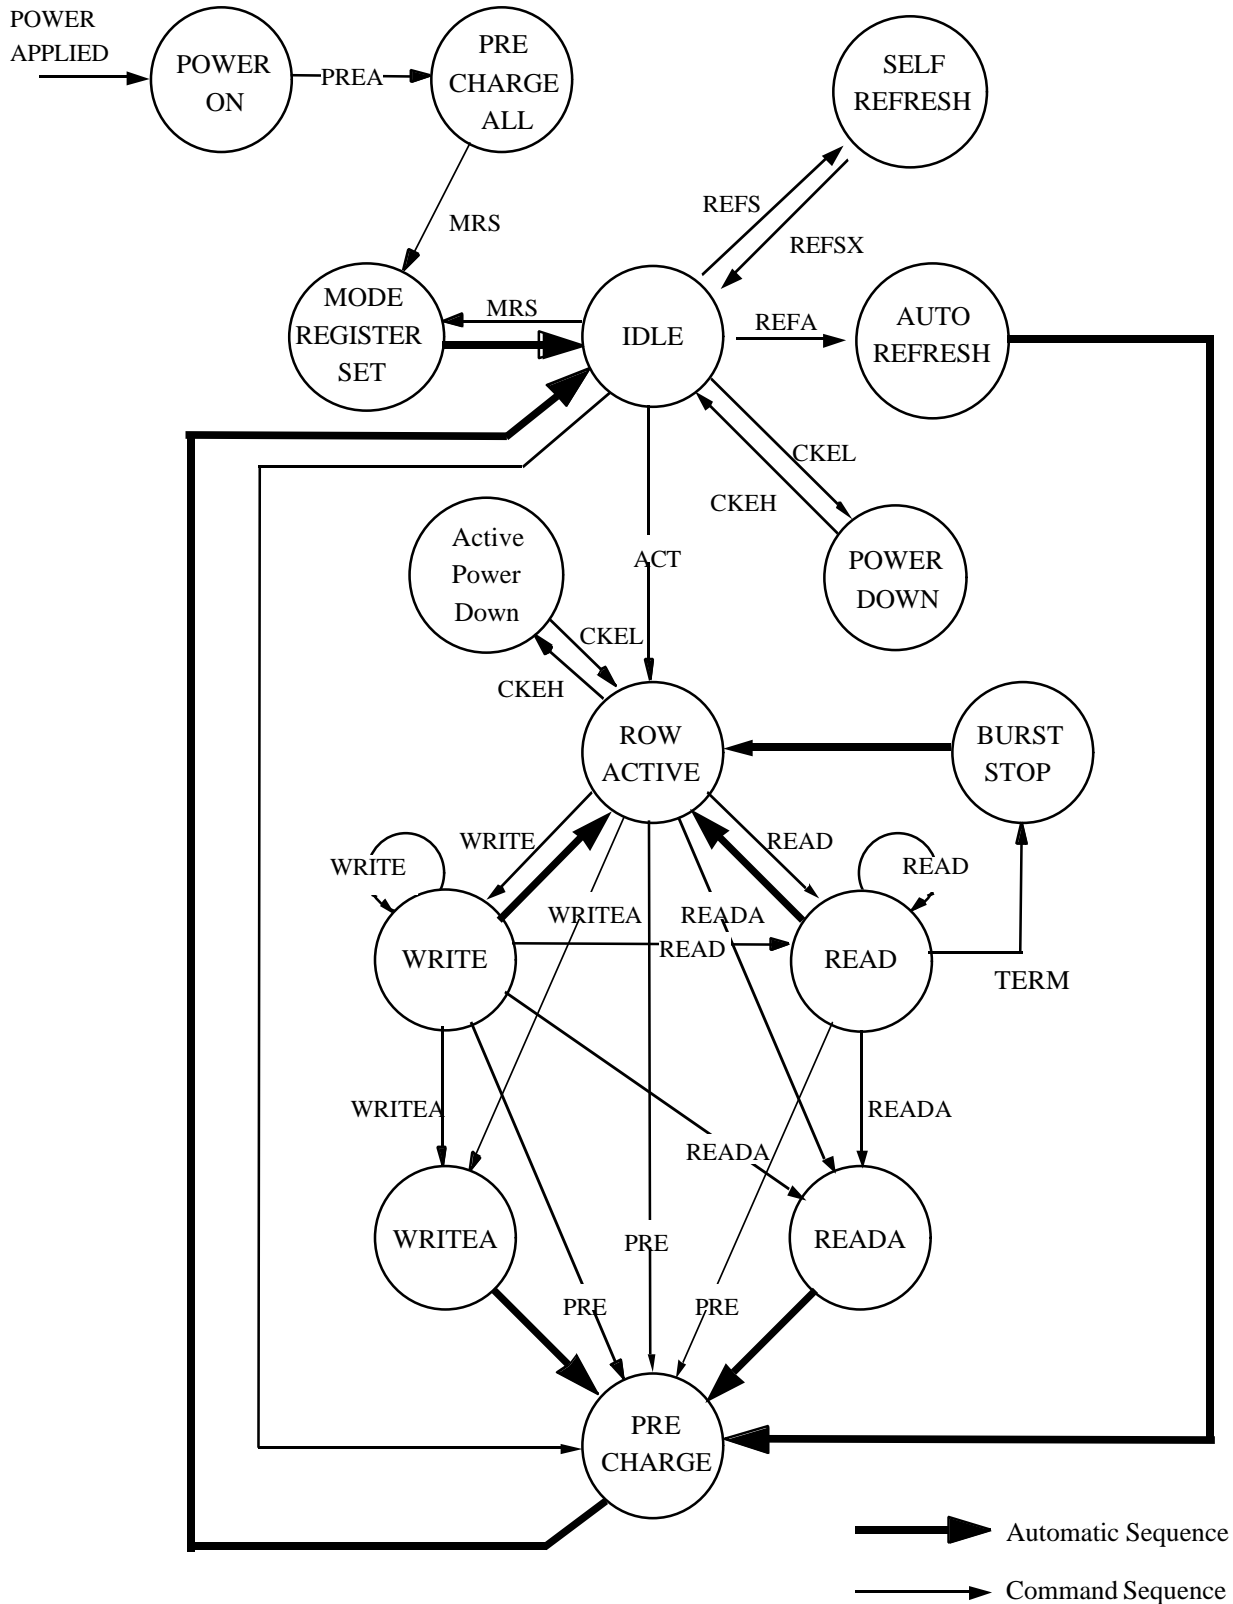 POWER
APPLIED
POWER
ON
PREA
PRE
CHARGE
ALL
SELF
REFRESH
MRS
REFS
REFSX
MODE
REGISTER
SET
MRS
IDLE
REFA
AUTO
REFRESH
CKEL
CKEH
Active
Power
Down
ACT
POWER
DOWN
CKEL
CKEH
ROW
ACTIVE
BURST
STOP
WRITE
READ
WRITE
READ
WRITEA
READA
WRITE
READ
READ
TERM
WRITEA
READA
READA
WRITEA
READA
PRE
PRE
PRE
PRE
CHARGE
Automatic Sequence
Command Sequence